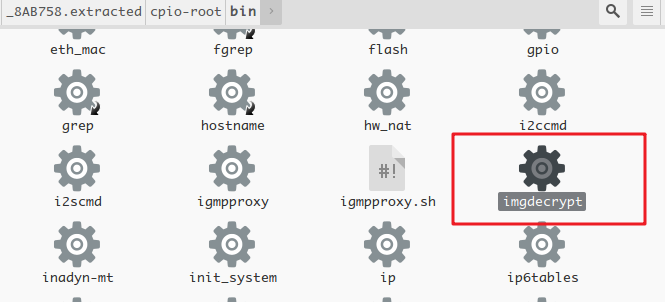 _8AB758.extracted cpio-root bin
eth_mac fgrep flash gpio
grep hostname hw_nat i2ccmd
#!
i2scmd igmpproxy igmpproxy.sh imgdecrypt
inadyn-mt init_system ip ip6tables